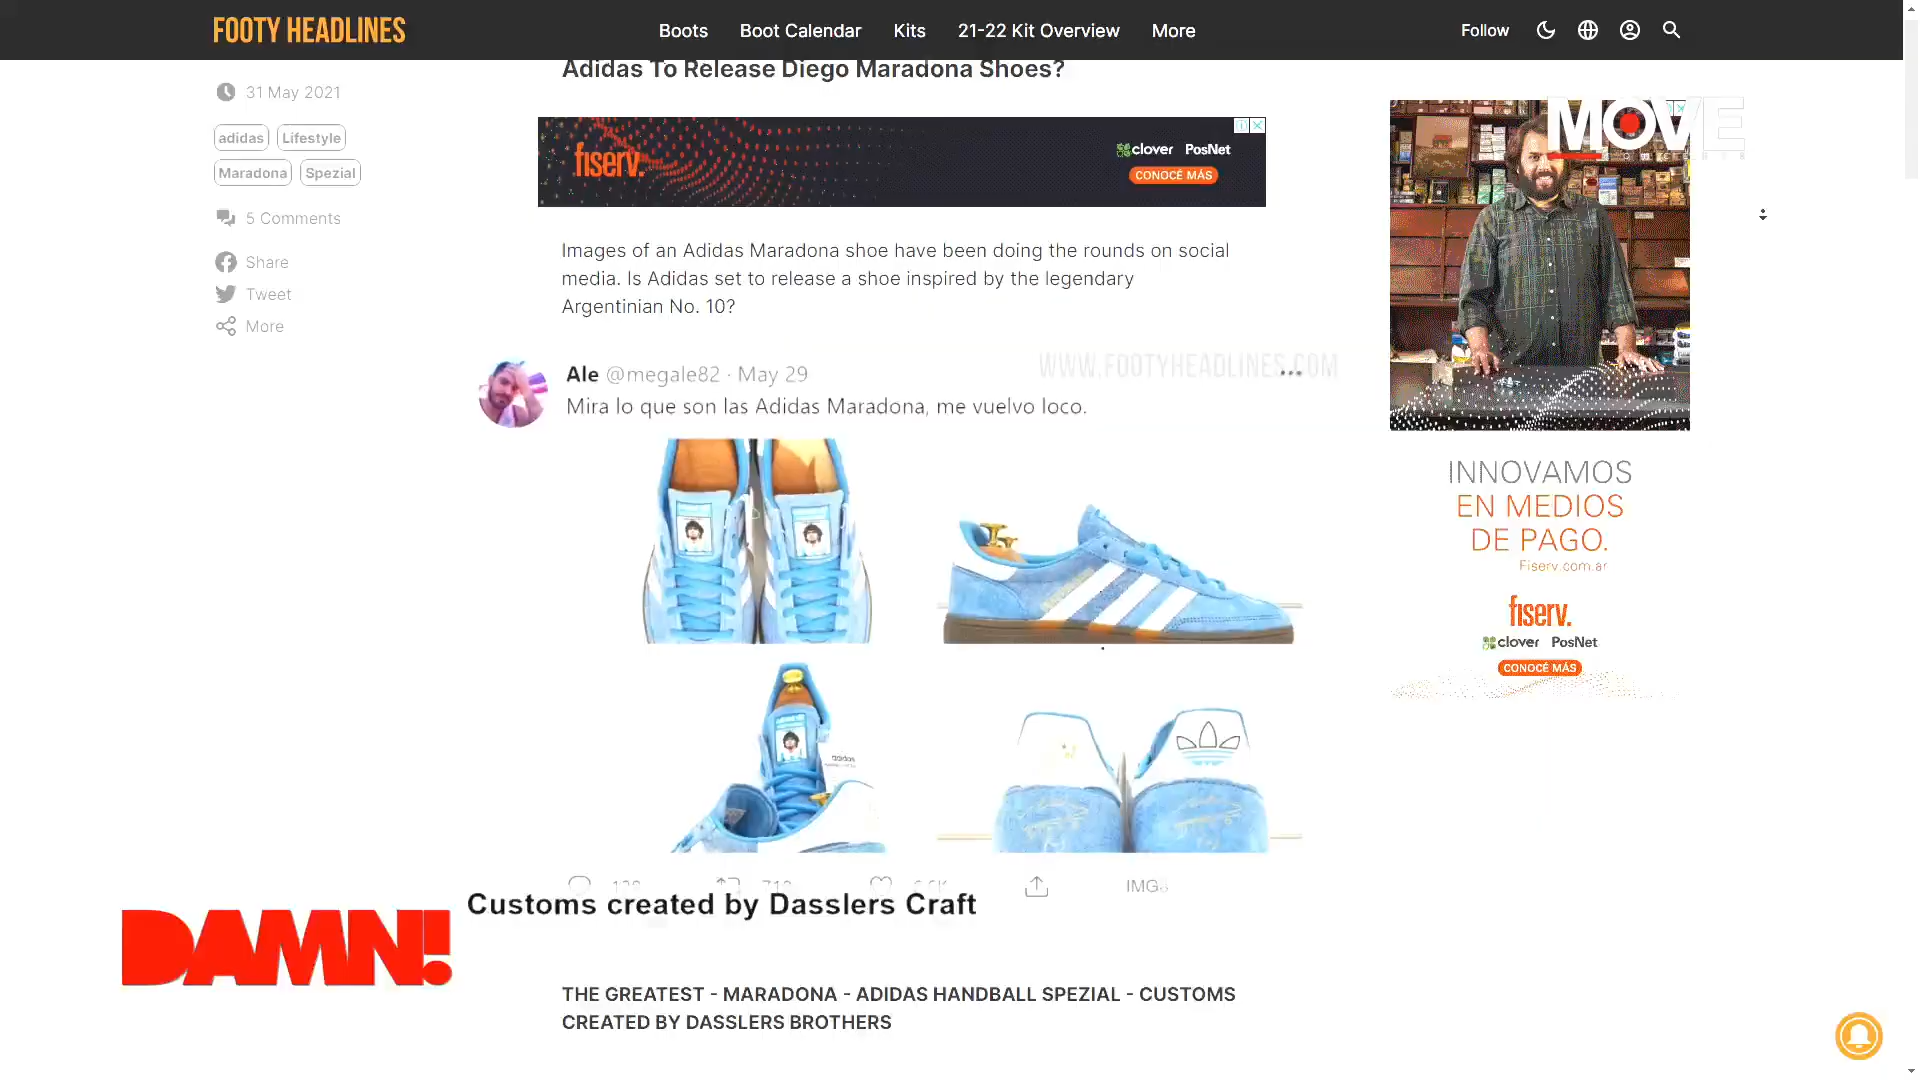 FOOTY HEADLINES
Boots
Boot Calendar
Kits
21-22 Kit Overview
More
Follow
Adidas To Release Diego Maradona Shoes?
31 May 2021
adidas
Lifestyle
Maradona
Spezial
5 Comments
Share
Tweet
More
fiserv.
clover PosNet
CONOCÉ MÁS
MOVE
Images of an Adidas Maradona shoe have been doing the rounds on social
media. Is Adidas set to release a shoe inspired by the legendary
Argentinian No. 10?
WWW.FOOTYHEADLINES.COM
Ale @megale82 · May 29
Mira lo que son las Adidas Maradona, me vuelvo loco.
adidas
INNOVAMOS
EN MEDIOS
DE PAGO.
Fiserv.com.ar
fiserv.
clover PosNet
CONOCÉ MÁS
DAMN!
Customs created by Dasslers Craft
THE GREATEST - MARADONA - ADIDAS HANDBALL SPEZIAL - CUSTOMS
CREATED BY DASSLERS BROTHERS